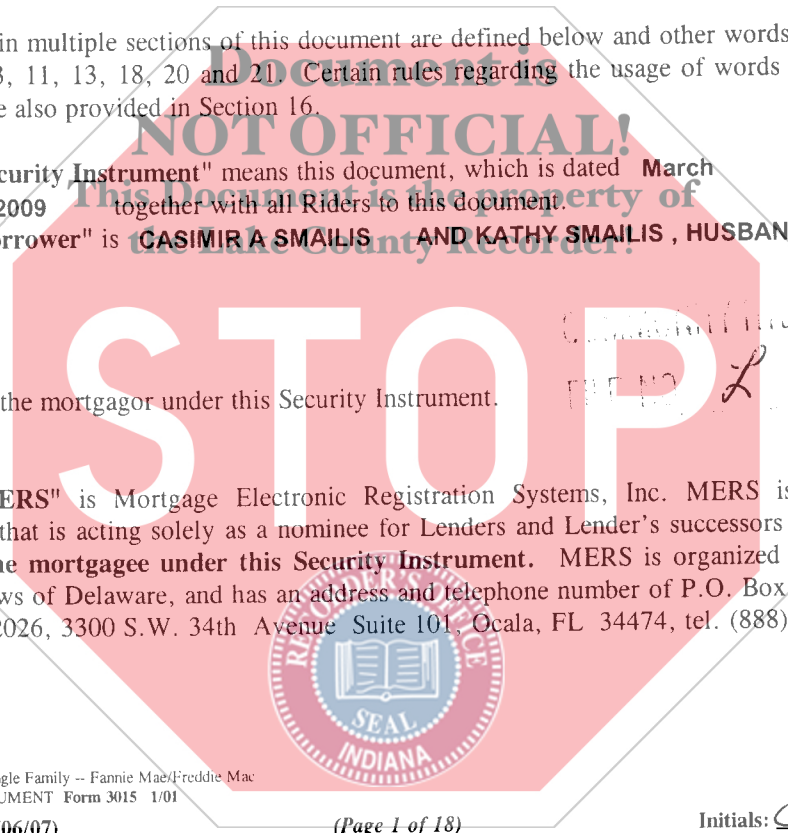 in multiple sections of this document are defined below and other words
3, 11, 13, 18, 20 and 21. Certain rules regarding the usage of words
e also provided in Section 16.
Document is
NOT OFFICIAL!
This Document is the property of
the Lake County Recorder!
curity Instrument" means this document, which is dated March
2009 together with all Riders to this document.
orrower" is CASIMIR A SMAILIS AND KATHY SMAILIS , HUSBAN
STOP
the mortgagor under this Security Instrument.
ERS" is Mortgage Electronic Registration Systems, Inc. MERS is
that is acting solely as a nominee for Lenders and Lender's successors
e mortgagee under this Security Instrument. MERS is organized
ws of Delaware, and has an address and telephone number of P.O. Box
2026, 3300 S.W. 34th Avenue Suite 101, Ocala, FL 34474, tel. (888)
RECORDER'S OFFICE
SEAL
INDIANA
gle Family -- Fannie Mae/Freddie Mac
UMENT Form 3015 1/01
06/07)
(Page 1 of 18)
Initials: